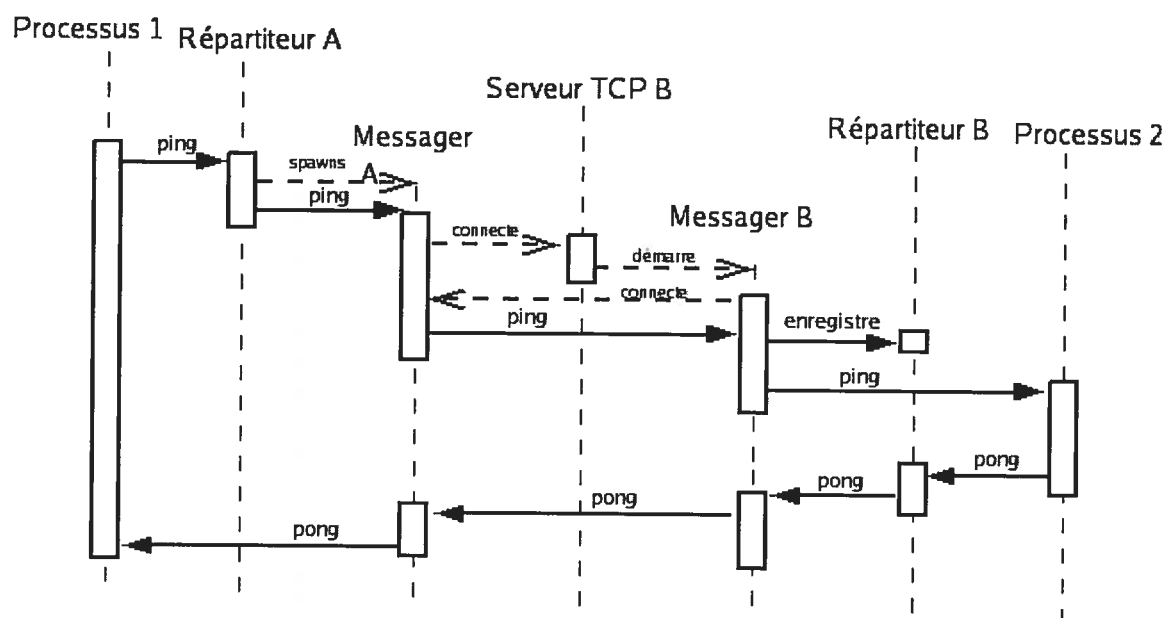 Processus 1
Répartiteur A
Serveur TCP B
Messager
A
Répartiteur B
Processus 2
ping
spawns
ping
Messager B
connecte
démarre
connecte
ping
enregistre
ping
pong
pong
pong
pong